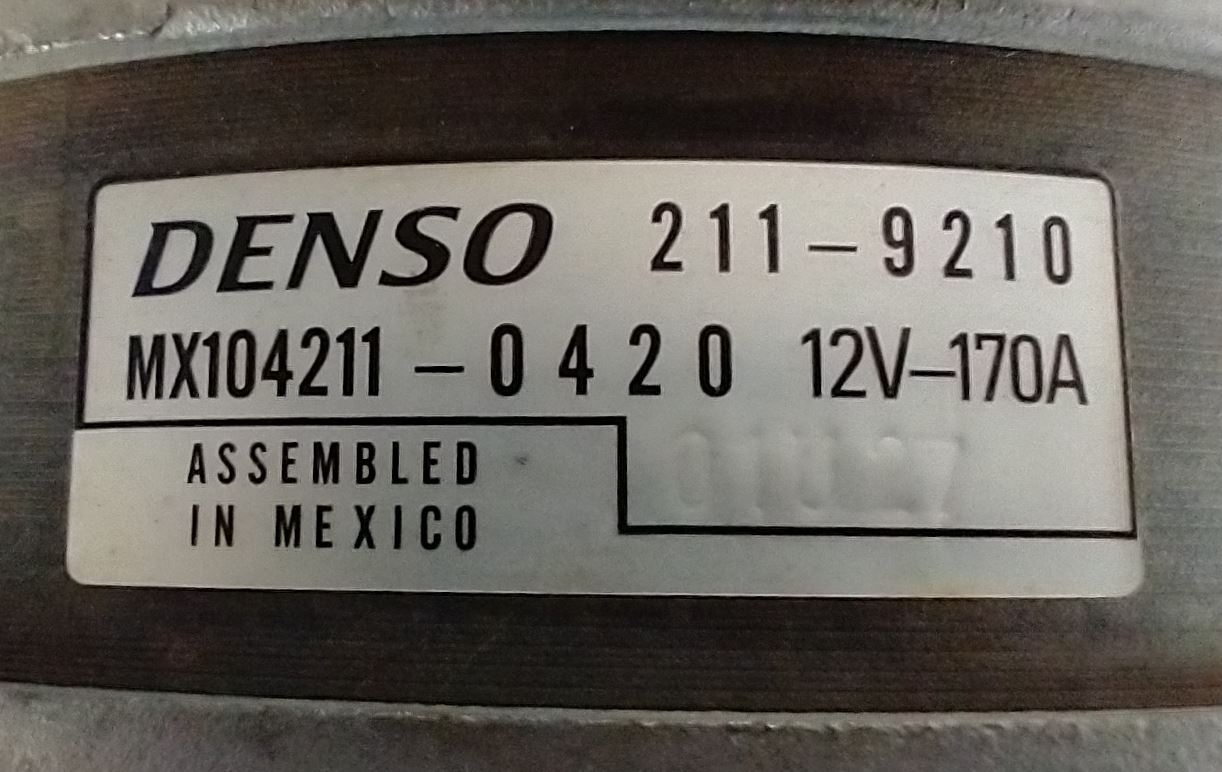 DENSO 211-9210
MX104211-0420 12V-170A
ASSEMBLED
IN MEXICO